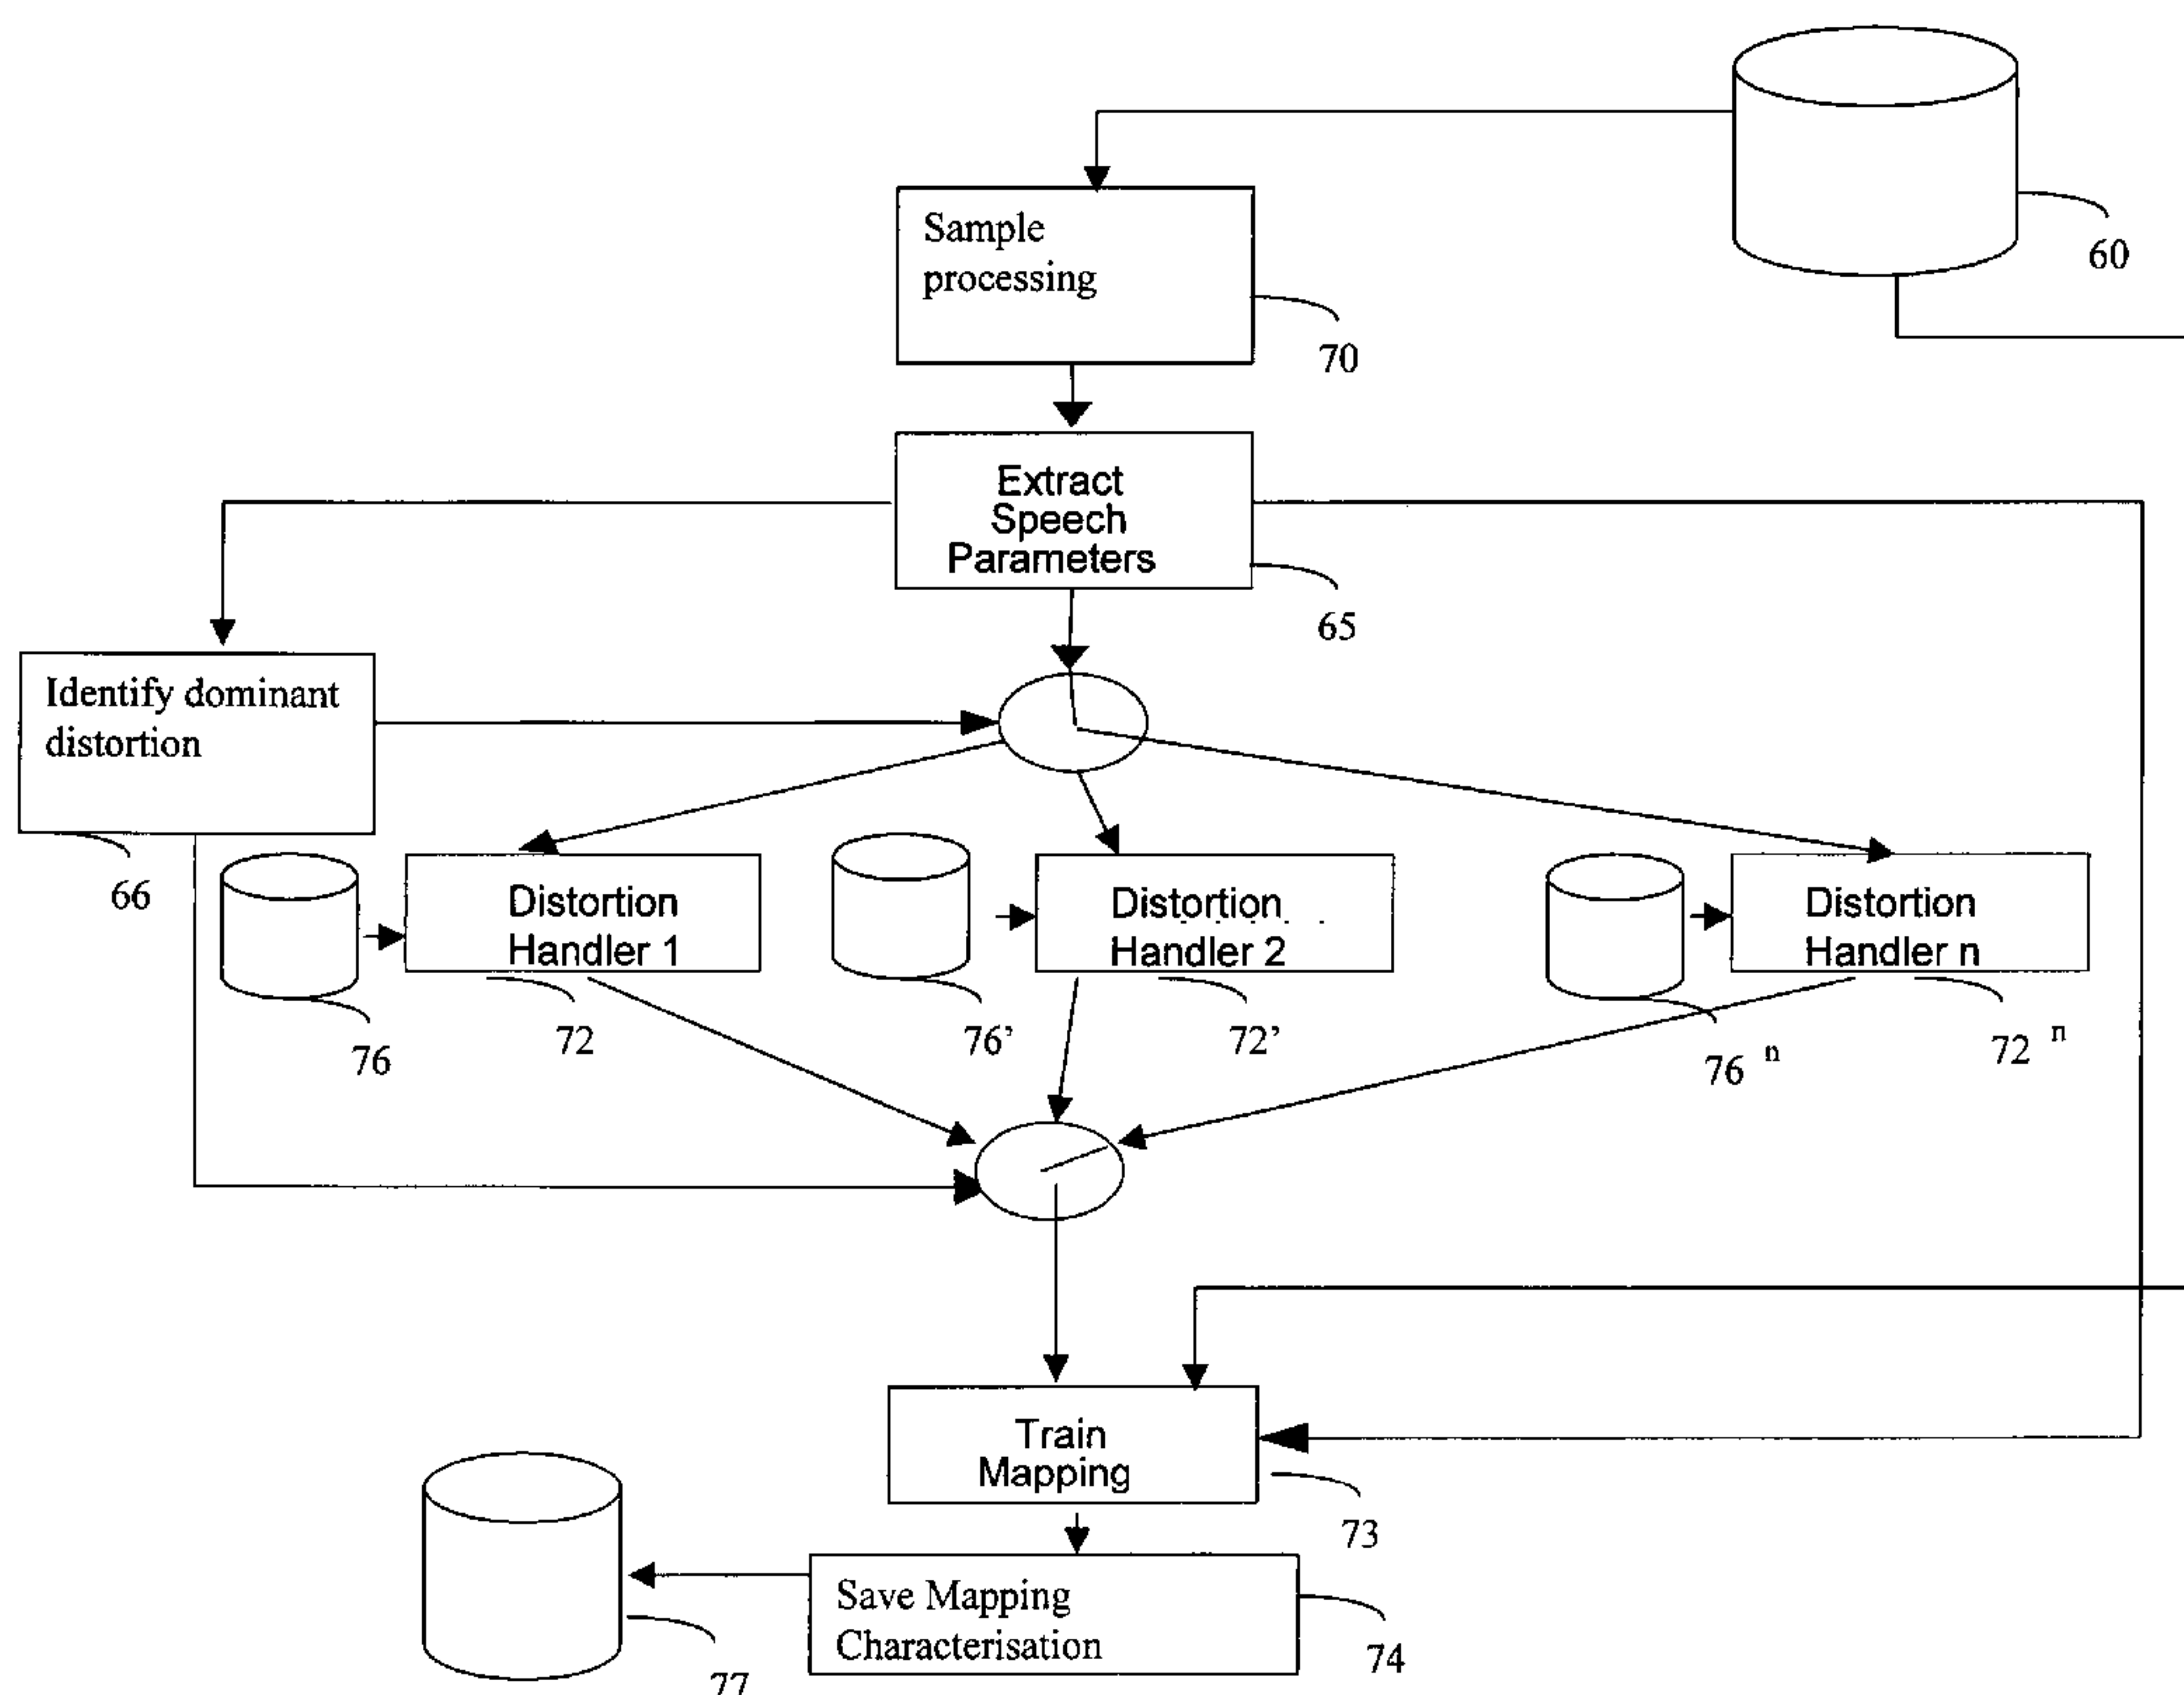 Sample
processing
60
70
Extract
Speech
Parameters
65
Identify dominant
distortion
66
Distortion
Handler 1
Distortion
Handler 2
Distortion
Handler n
76
72
76’
72’
76 n
72 n
Train
Mapping
73
Save Mapping
Characterisation
74
77